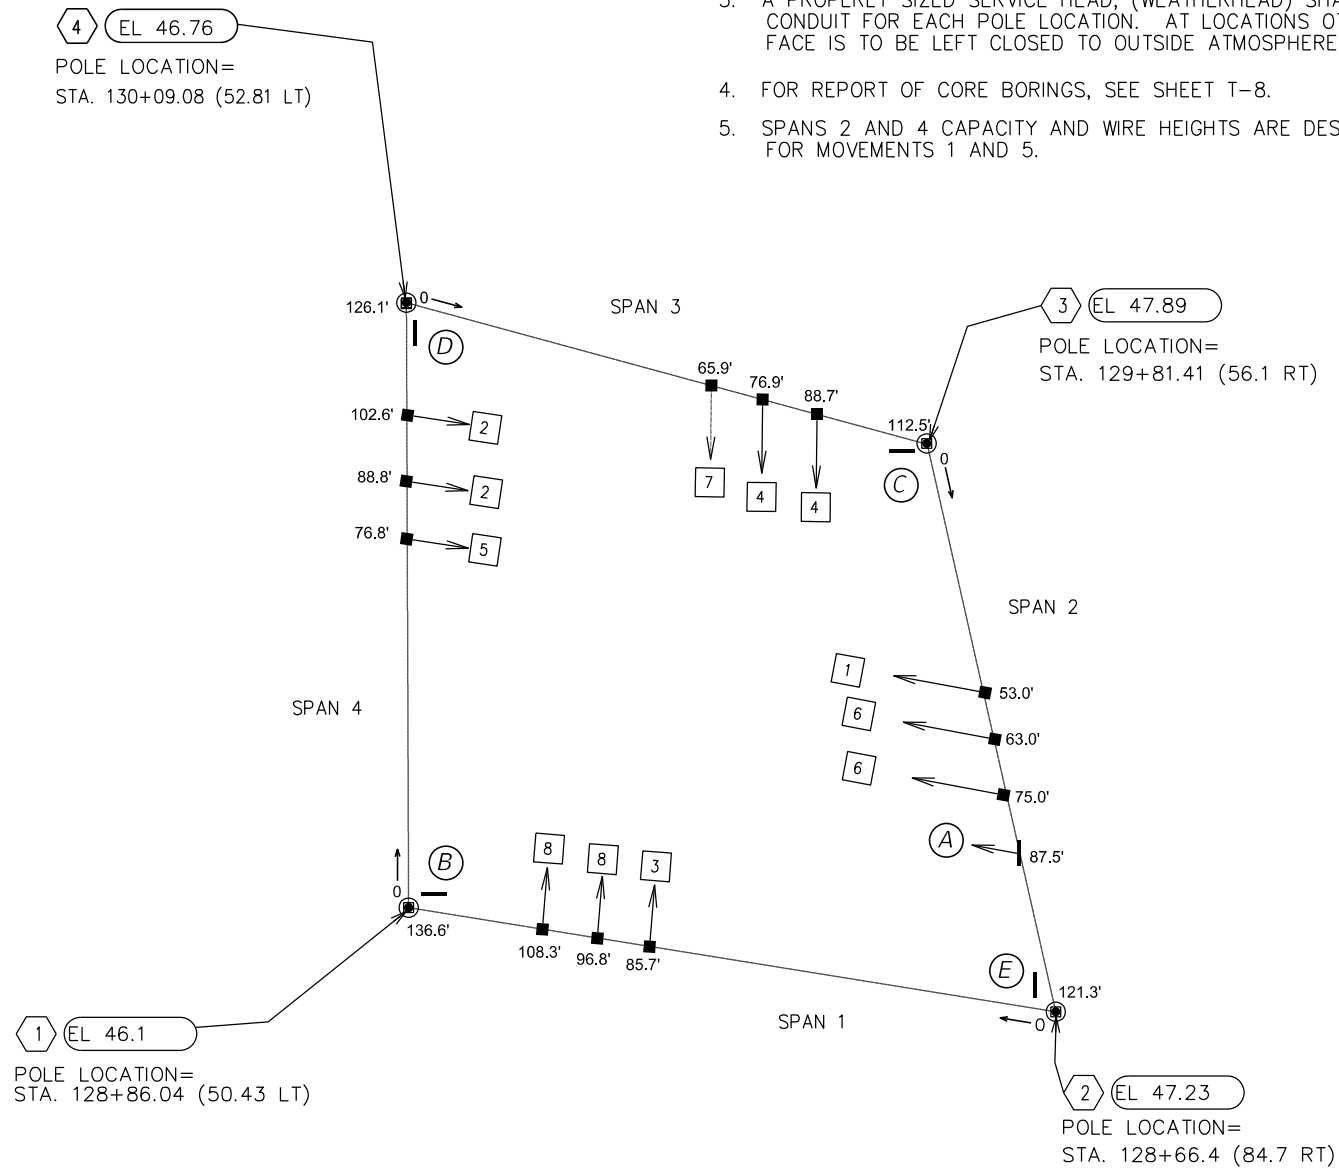 3. A PROPERLY SIZED SERVICE HEAD, (WEATHERHEAD)
CONDUIT FOR EACH POLE LOCATION. AT LOCATIONS
FACE IS TO BE LEFT CLOSED TO OUTSIDE ATMOSPHERE
4. FOR REPORT OF CORE BORINGS, SEE SHEET T-8.
5. SPANS 2 AND 4 CAPACITY AND WIRE HEIGHTS ARE
FOR MOVEMENTS 1 AND 5.
4 EL 46.76
POLE LOCATION=
STA. 130+09.08 (52.81 LT)
3 EL 47.89
POLE LOCATION=
STA. 129+81.41 (56.1 RT)
126.1'
0
SPAN 3
D
65.9'
76.9'
88.7'
112.5'
0
7
4
4
C
102.6'
2
88.8'
2
76.8'
5
SPAN 2
1
53.0'
6
63.0'
6
75.0'
A
87.5'
SPAN 4
B
0
136.6'
8
8
3
108.3'
96.8'
85.7'
E
121.3'
0
SPAN 1
1 EL 46.1
POLE LOCATION=
STA. 128+86.04 (50.43 LT)
2 EL 47.23
POLE LOCATION=
STA. 128+66.4 (84.7 RT)